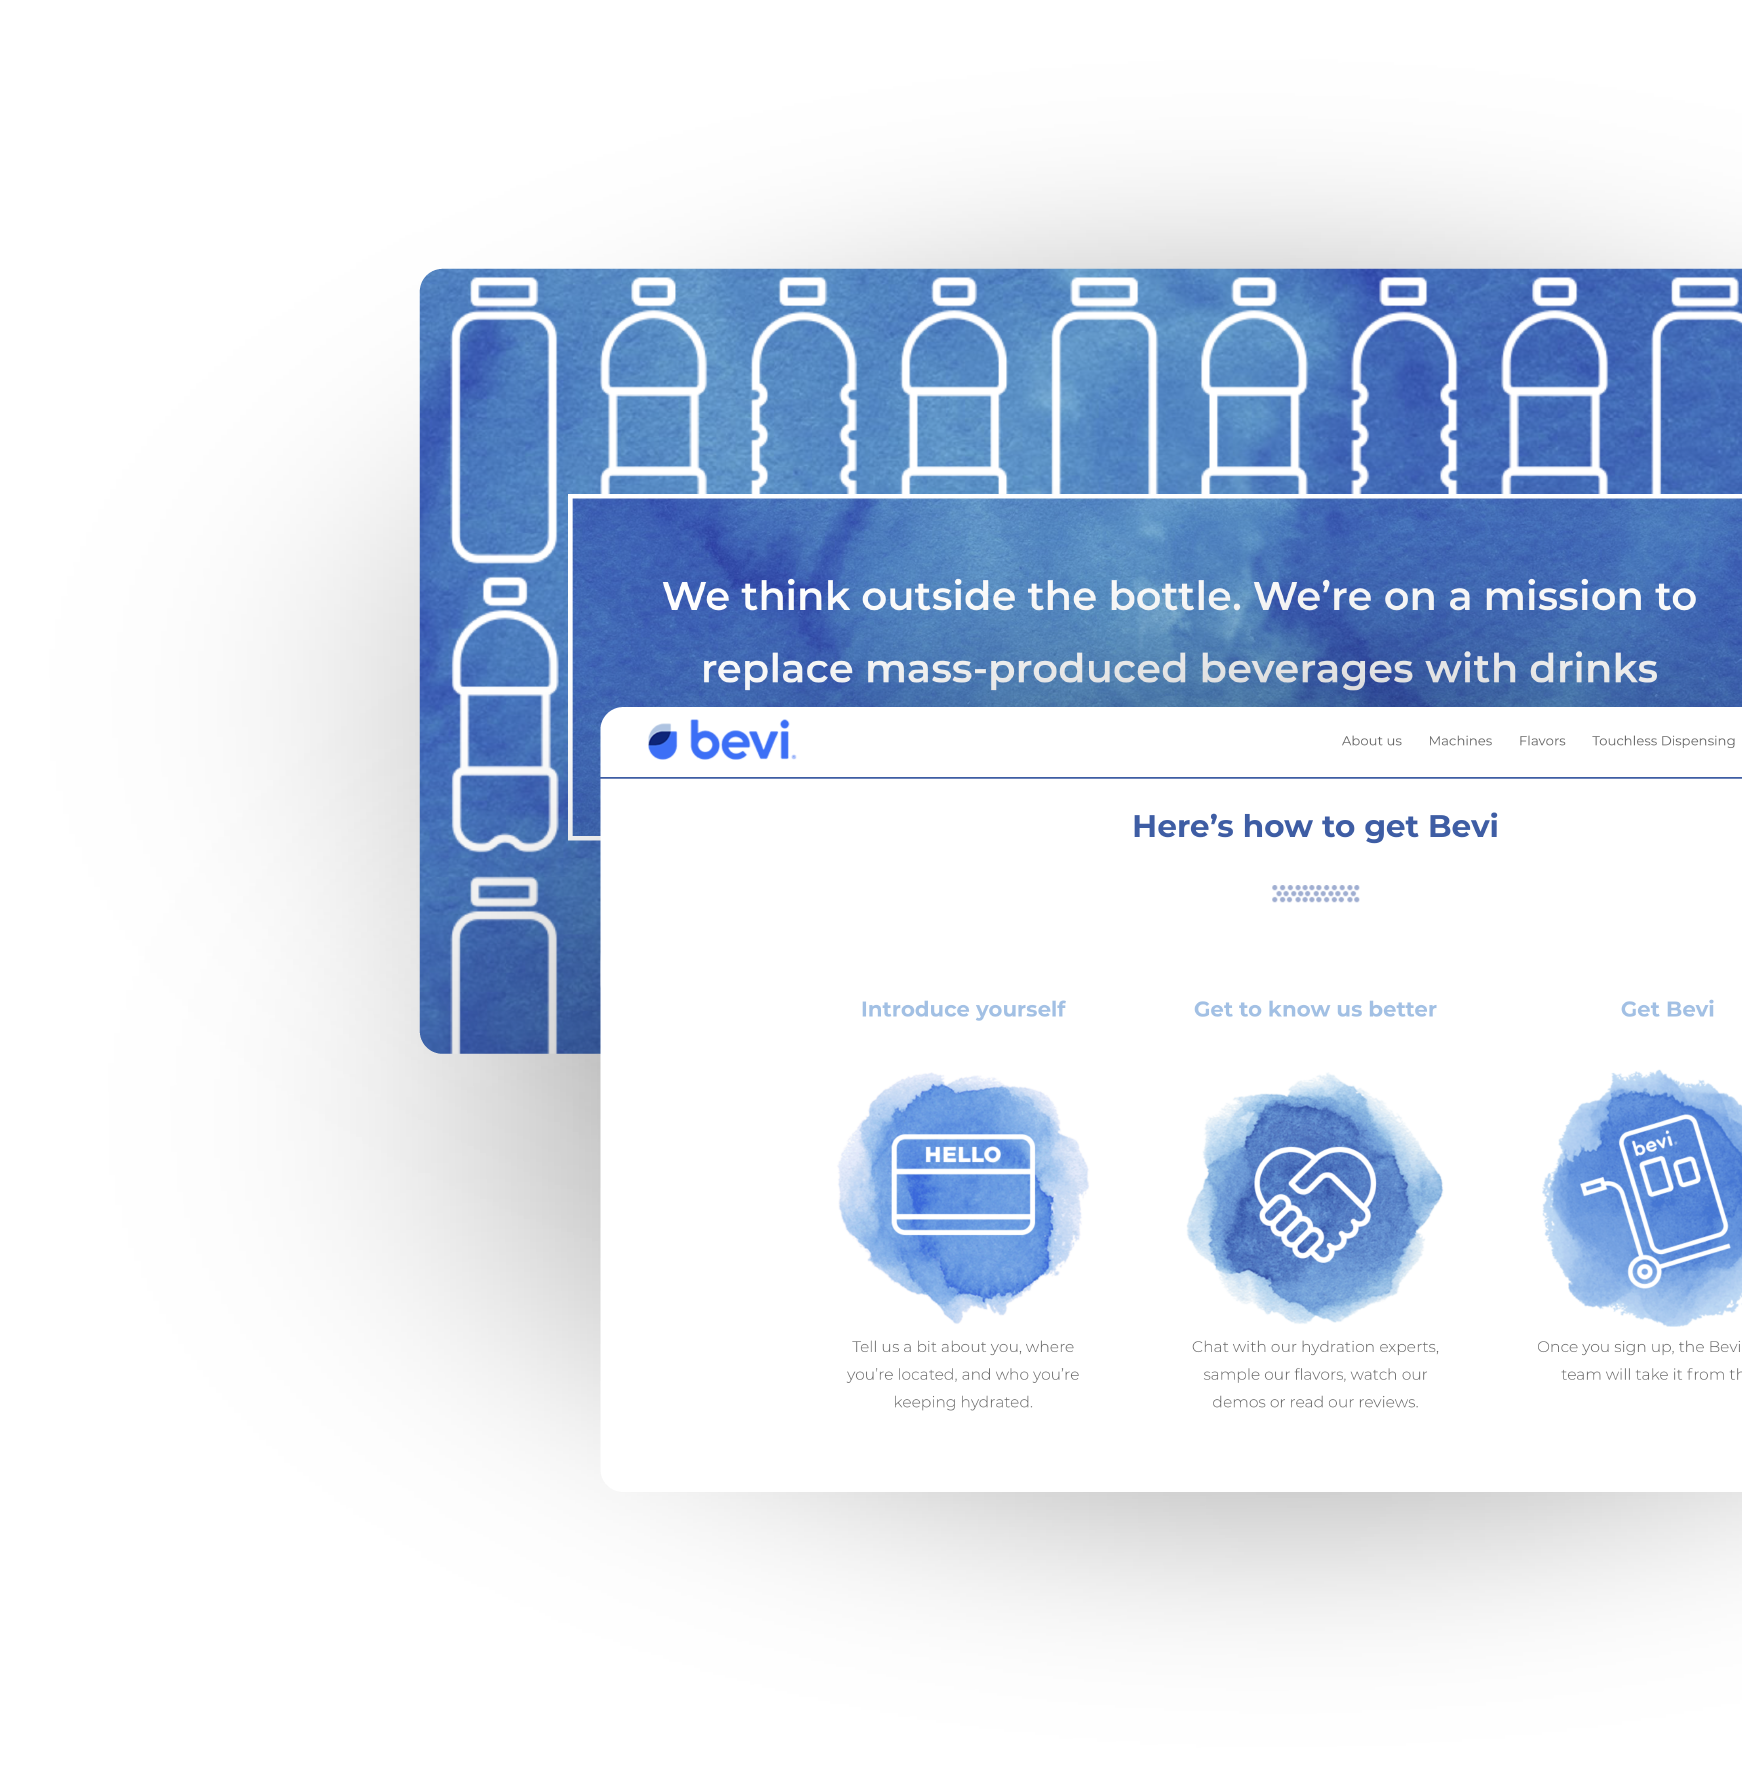 We think outside the bottle. We’re on a mission to
replace mass-produced beverages with drinks
bevi.
About us Machines Flavors Touchless Dispensing
Here’s how to get Bevi
Introduce yourself
Get to know us better
Get Bevi
HELLO
bevi.
Tell us a bit about you, where
you’re located, and who you’re
keeping hydrated.
Chat with our hydration experts,
sample our flavors, watch our
demos or read our reviews.
Once you sign up, the Bevi
team will take it from